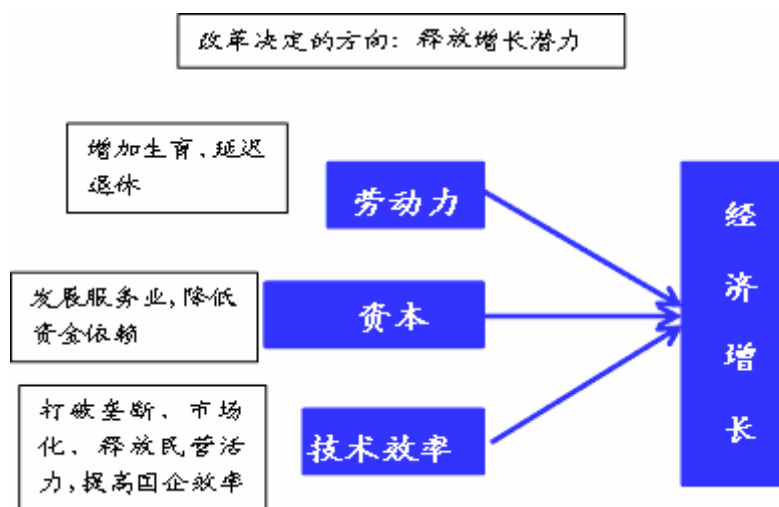 改革决定的方向：释放增长潜力
增加生育、延迟
退休
劳动力
发展服务业，降低
资金依赖
资本
打破垄断、市场
化、释放民营活
力，提高国企效率
技术效率
经
济
增
长